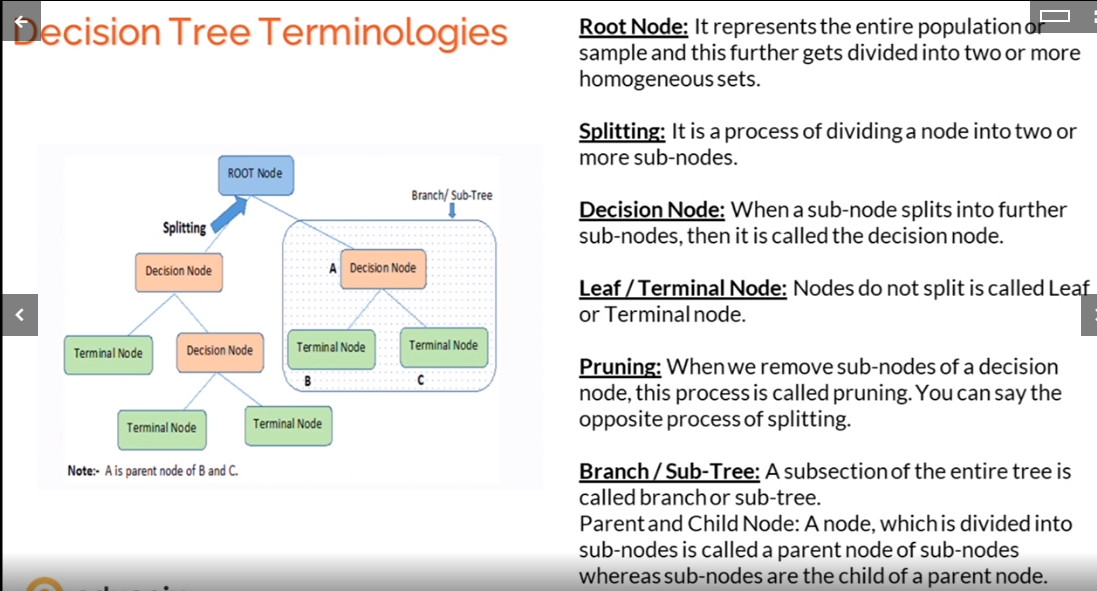 Decision Tree Terminologies
ROOT Node
Branch/ Sub-Tree
Splitting
Decision Node
A
Decision Node
Terminal Node
Decision Node
Terminal Node
Terminal Node
B
C
Terminal Node
Terminal Node
Note:- A is parent node of B and C.
Root Node: It represents the entire population or
sample and this further gets divided into two or more
homogeneous sets.
Splitting: It is a process of dividing a node into two or
more sub-nodes.
Decision Node: When a sub-node splits into further
sub-nodes, then it is called the decision node.
Leaf / Terminal Node: Nodes do not split is called Leaf
or Terminal node.
Pruning: When we remove sub-nodes of a decision
node, this process is called pruning. You can say the
opposite process of splitting.
Branch / Sub-Tree: A subsection of the entire tree is
called branch or sub-tree.
Parent and Child Node: A node, which is divided into
sub-nodes is called a parent node of sub-nodes
whereas sub-nodes are the child of a parent node.